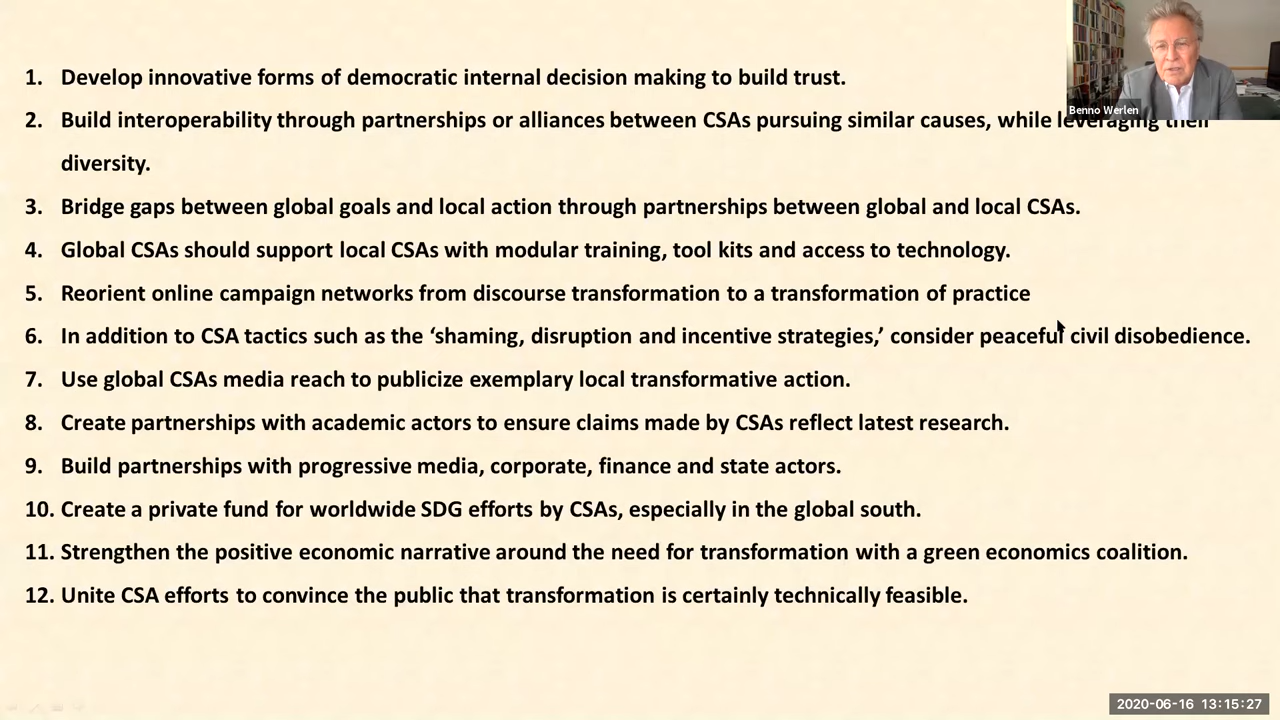 1. Develop innovative forms of democratic internal decision making to build trust.
Benno Werlen
2. Build interoperability through partnerships or alliances between CSAs pursuing similar causes, while leveraging their
diversity.
3. Bridge gaps between global goals and local action through partnerships between global and local CSAs.
4. Global CSAs should support local CSAs with modular training, tool kits and access to technology.
5. Reorient online campaign networks from discourse transformation to a transformation of practice
6. In addition to CSA tactics such as the ‘shaming, disruption and incentive strategies,’ consider peaceful civil disobedience.
7. Use global CSAs media reach to publicize exemplary local transformative action.
8. Create partnerships with academic actors to ensure claims made by CSAs reflect latest research.
9. Build partnerships with progressive media, corporate, finance and state actors.
10. Create a private fund for worldwide SDG efforts by CSAs, especially in the global south.
11. Strengthen the positive economic narrative around the need for transformation with a green economics coalition.
12. Unite CSA efforts to convince the public that transformation is certainly technically feasible.
2020-06-16 13:15:27